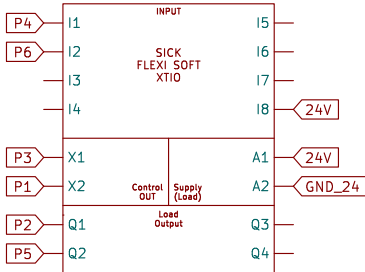 INPUT
P4 I1 I5
SICK
P6 I2 I6
FLEXI SOFT
I3 I7
XTIO
I4 I8 24V
P3 X1 A1 24V
P1 X2 Control Supply A2 GND_24
OUT (Load)
Load
P2 Q1 Output Q3
P5 Q2 Q4